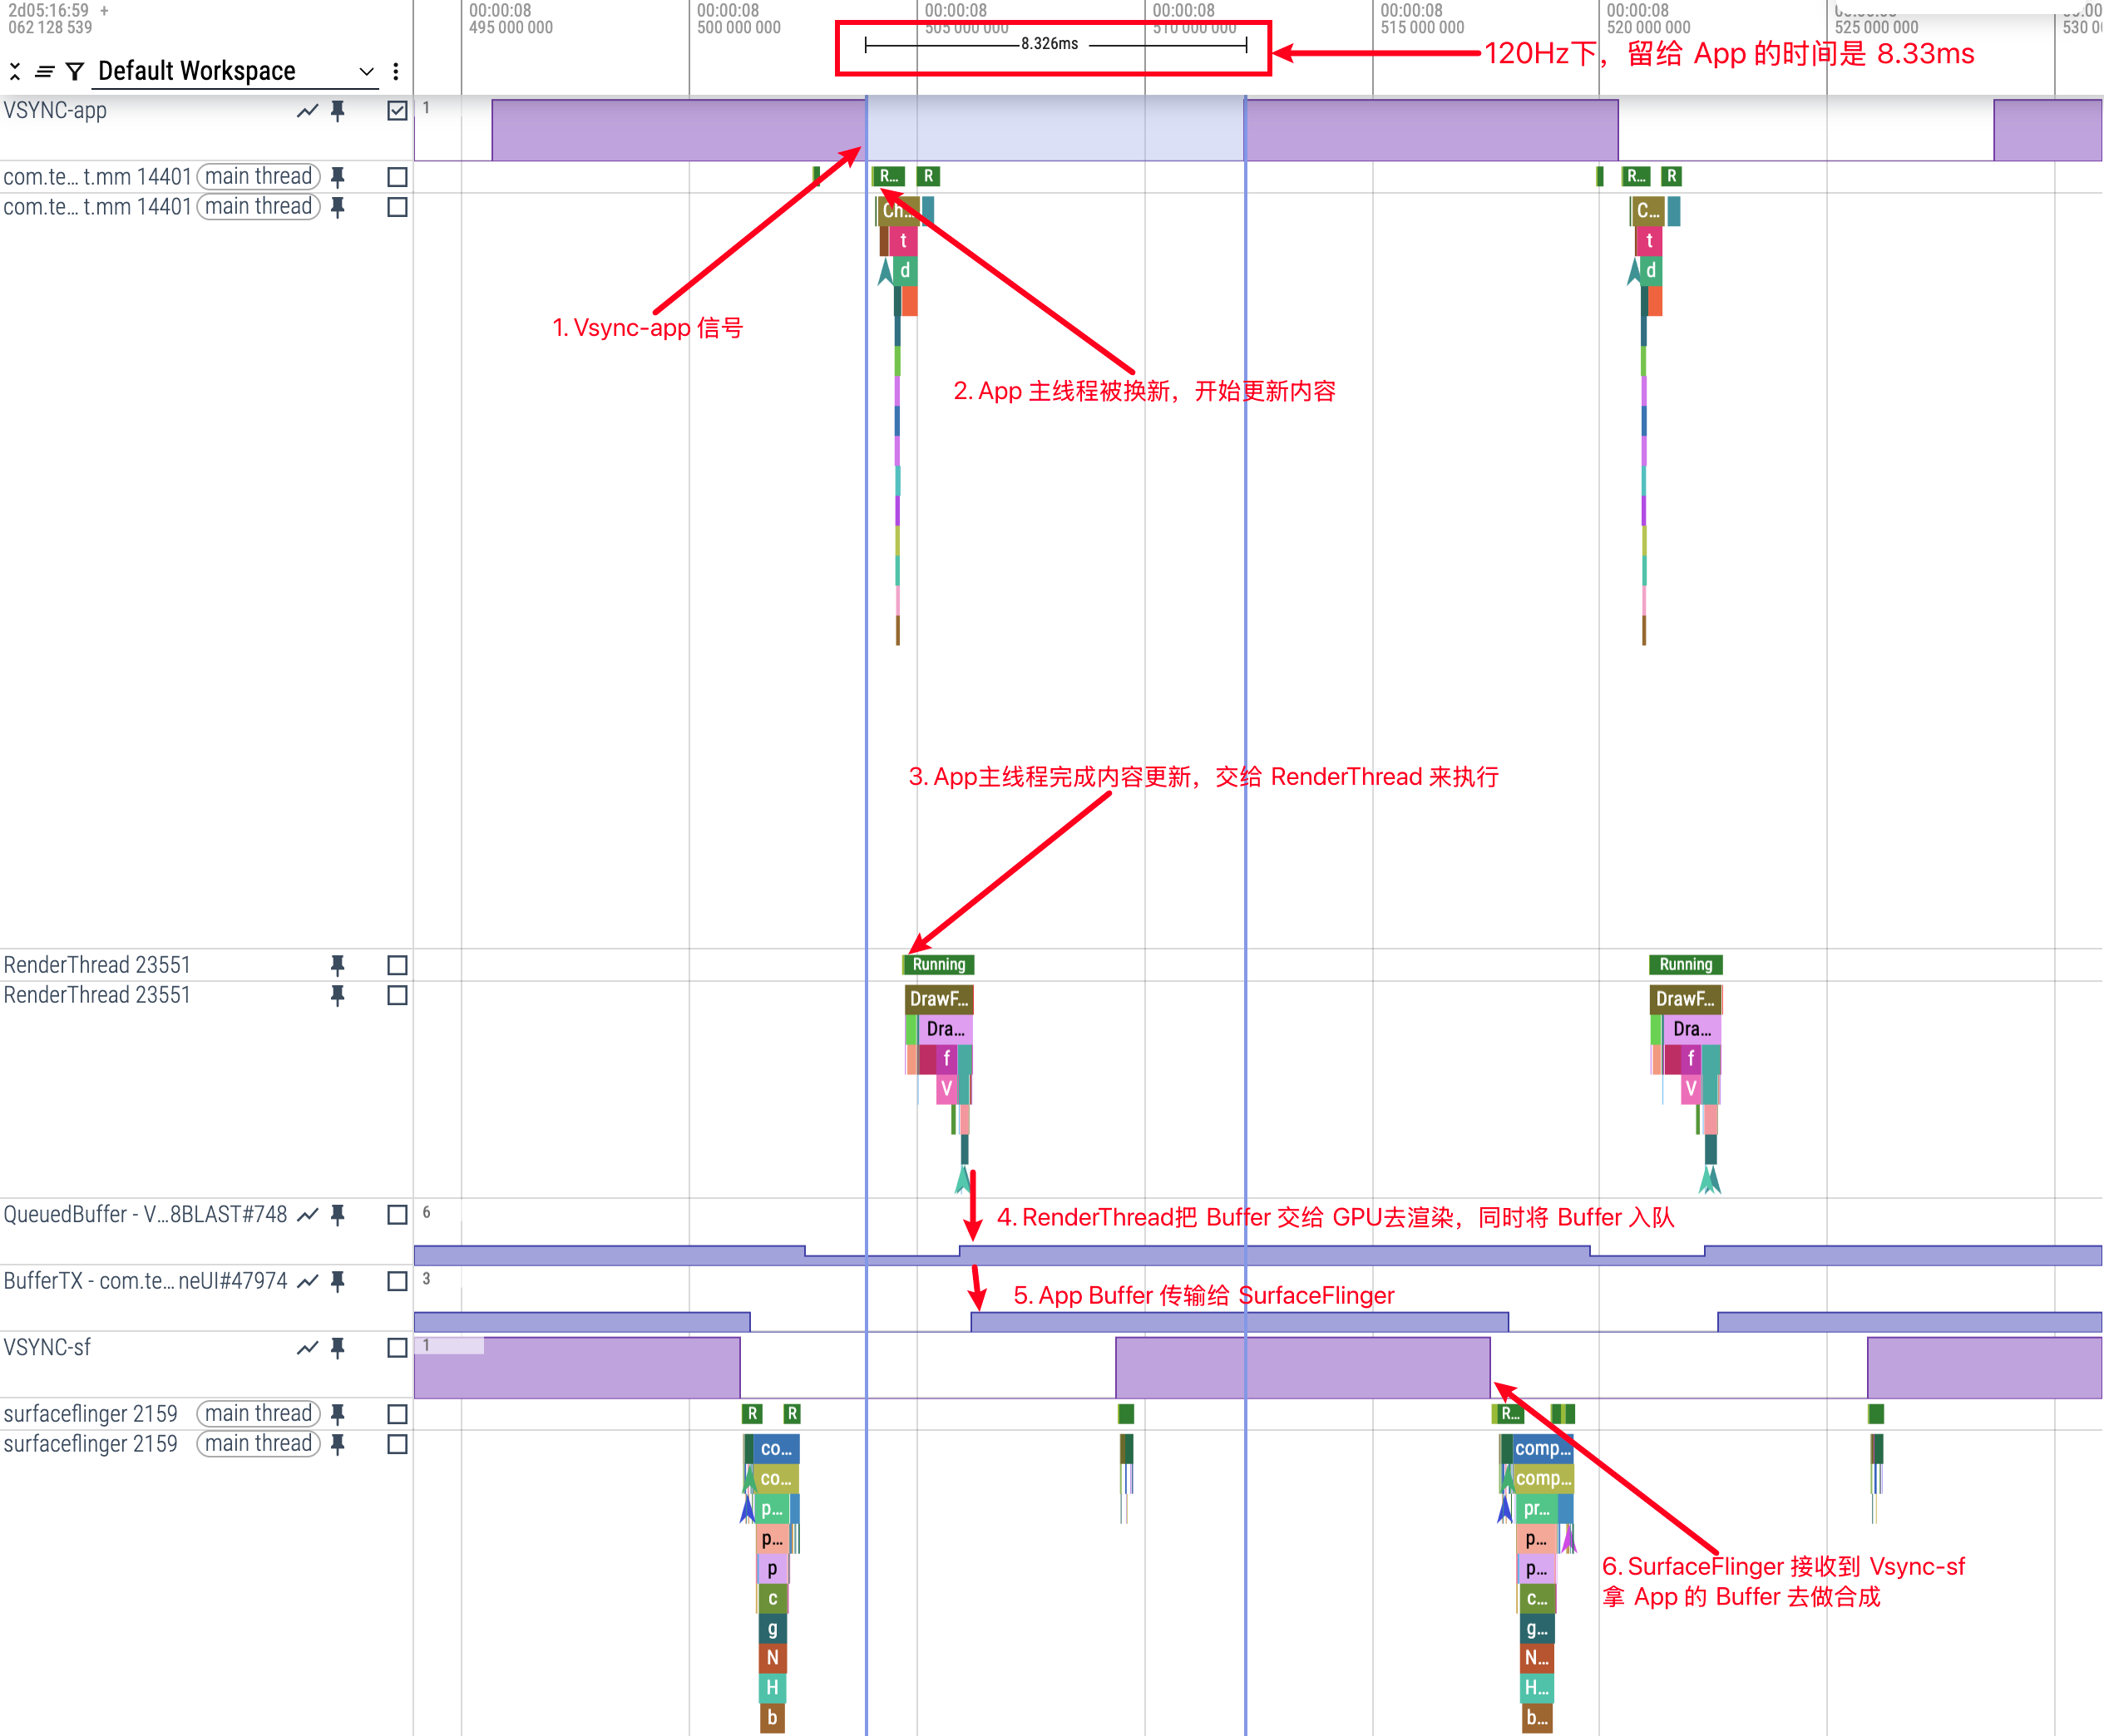 2d05:16:59 +
062 128 539
00:00:08
495 000 000
00:00:08
500 000 000
00:00:08
505 000 000
00:00:08
510 000 000
00:00:08
515 000 000
00:00:08
520 000 000
525 000 000
8.326ms
120Hz下，留给 App 的时间是 8.33ms
Default Workspace
VSYNC-app
1
com.te... t.mm 14401 main thread
R...
R
R...
R
com.te... t.mm 14401 main thread
Ch...
C...
t
t
d
d
1. Vsync-app 信号
2. App 主线程被换新，开始更新内容
3. App主线程完成内容更新，交给 RenderThread 来执行
RenderThread 23551
Running
Running
RenderThread 23551
DrawF...
DrawF...
Dra...
Dra...
f
f
V
V
QueuedBuffer - V...8BLAST#748
6
4. RenderThread把 Buffer 交给 GPU去渲染，同时将 Buffer 入队
BufferTX - com.te... neUI#47974
3
5. App Buffer 传输给 SurfaceFlinger
VSYNC-sf
1
surfaceflinger 2159 main thread
R
R
R...
surfaceflinger 2159 main thread
co...
comp...
co...
comp...
p...
pr...
p...
p...
p
p...
c
c...
g
g...
N
N...
H
H...
b
b...
6. SurfaceFlinger 接收到 Vsync-sf
拿 App 的 Buffer 去做合成